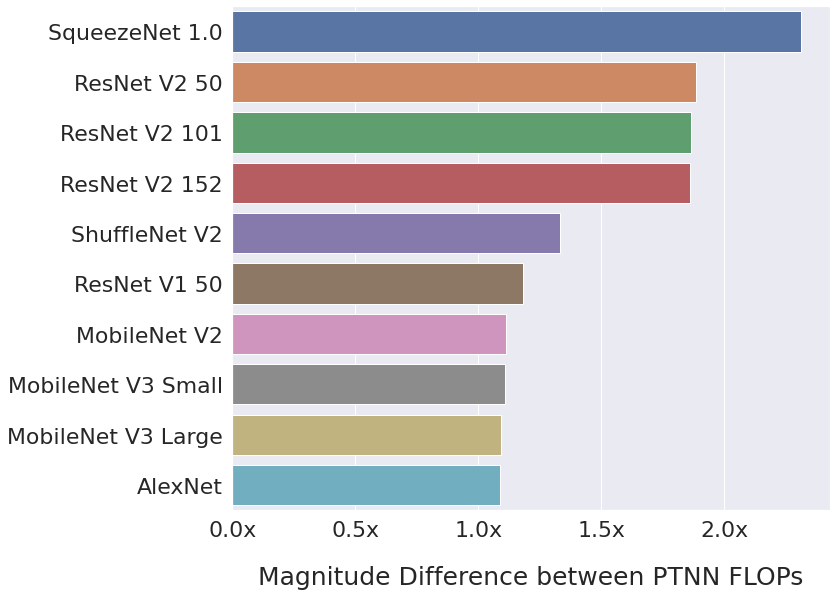 SqueezeNet 1.0
ResNet V2 50
ResNet V2 101
ResNet V2 152
ShuffleNet V2
ResNet V1 50
MobileNet V2
MobileNet V3 Small
MobileNet V3 Large
AlexNet
0.0x 0.5x 1.0x 1.5x 2.0x
Magnitude Difference between PTNN FLOPs